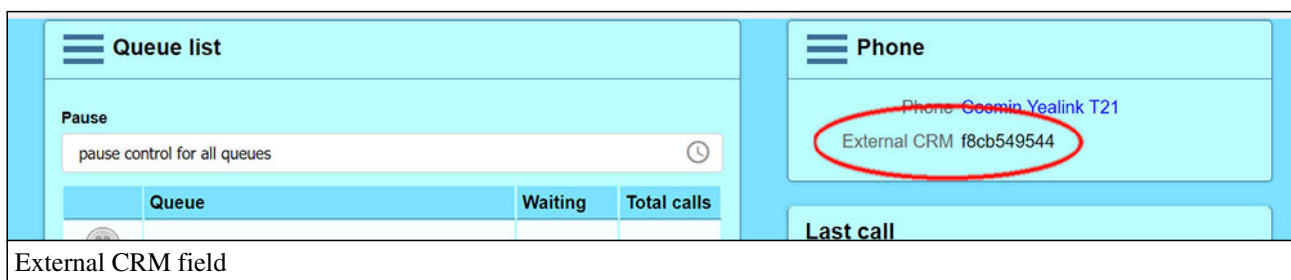 Queue list
Pause
pause control for all queues
Queue Waiting Total calls
Phone
Phone Cosmin Yealink T21
External CRM f8cb549544
Last call
External CRM field